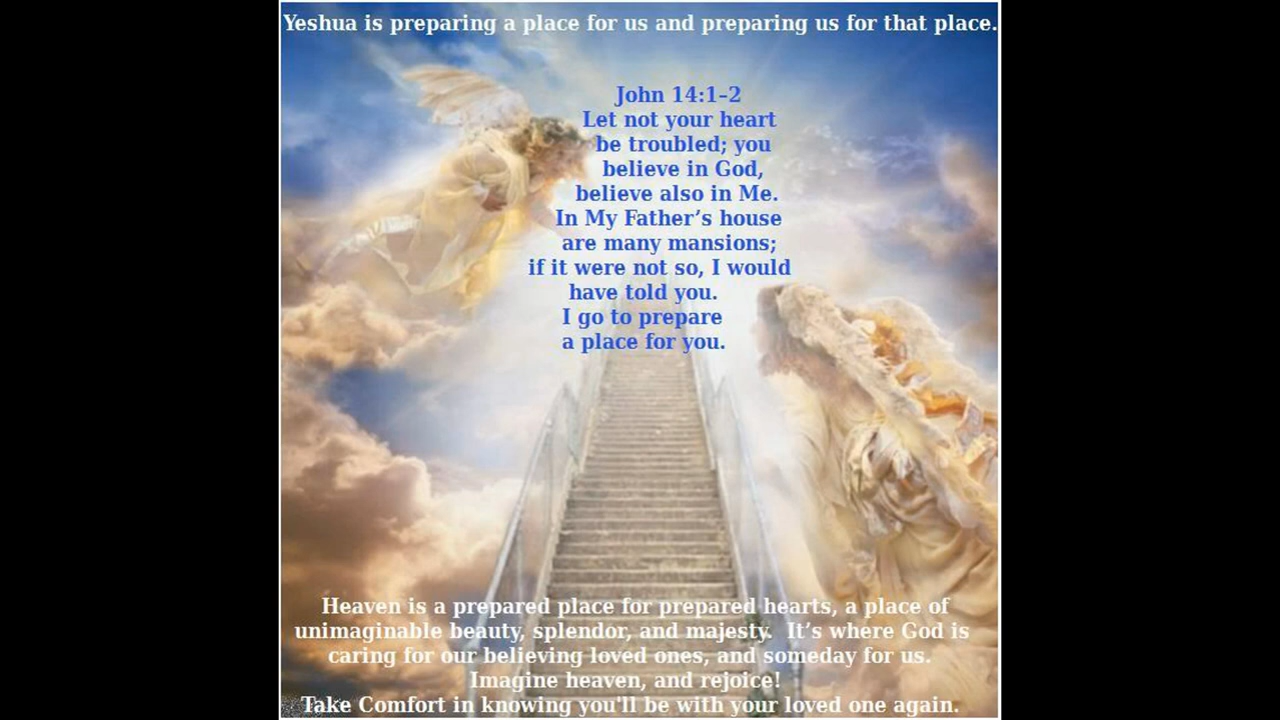 Yeshua is preparing a place for us and preparing us for that place.
John 14:1–2
Let not your heart
be troubled; you
believe in God,
believe also in Me.
In My Father’s house
are many mansions;
if it were not so, I would
have told you.
I go to prepare
a place for you.
Heaven is a prepared place for prepared hearts, a place of
unimaginable beauty, splendor, and majesty.  It’s where God is
caring for our believing loved ones, and someday for us.
Imagine heaven, and rejoice!
Take Comfort in knowing you'll be with your loved one again.